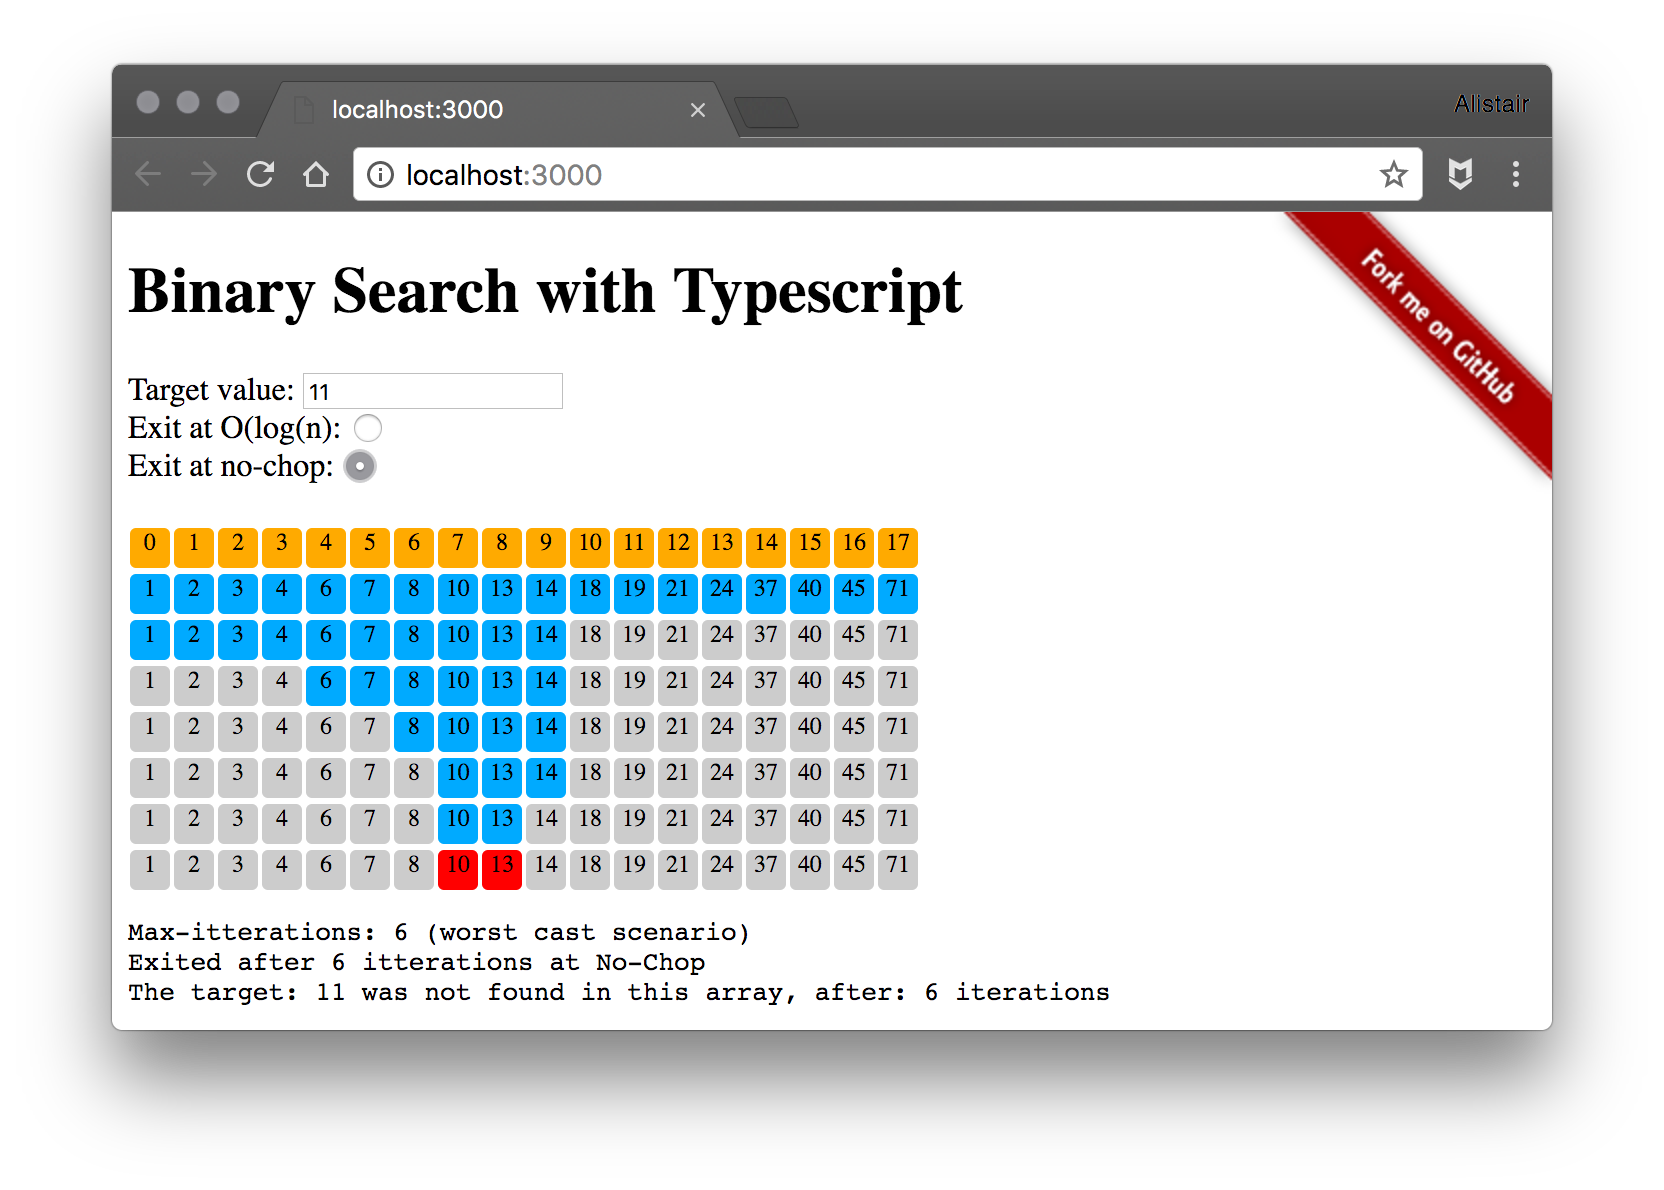 localhost:3000
Alistair
localhost:3000
Fork me on GitHub
Binary Search with Typescript
Target value: 11
Exit at O(log(n):
Exit at no-chop:
0 1 2 3 4 5 6 7 8 9 10 11 12 13 14 15 16 17
1 2 3 4 6 7 8 10 13 14 18 19 21 24 37 40 45 71
1 2 3 4 6 7 8 10 13 14 18 19 21 24 37 40 45 71
1 2 3 4 6 7 8 10 13 14 18 19 21 24 37 40 45 71
1 2 3 4 6 7 8 10 13 14 18 19 21 24 37 40 45 71
1 2 3 4 6 7 8 10 13 14 18 19 21 24 37 40 45 71
1 2 3 4 6 7 8 10 13 14 18 19 21 24 37 40 45 71
1 2 3 4 6 7 8 10 13 14 18 19 21 24 37 40 45 71
Max-itterations: 6 (worst cast scenario)
Exited after 6 itterations at No-Chop
The target: 11 was not found in this array, after: 6 iterations